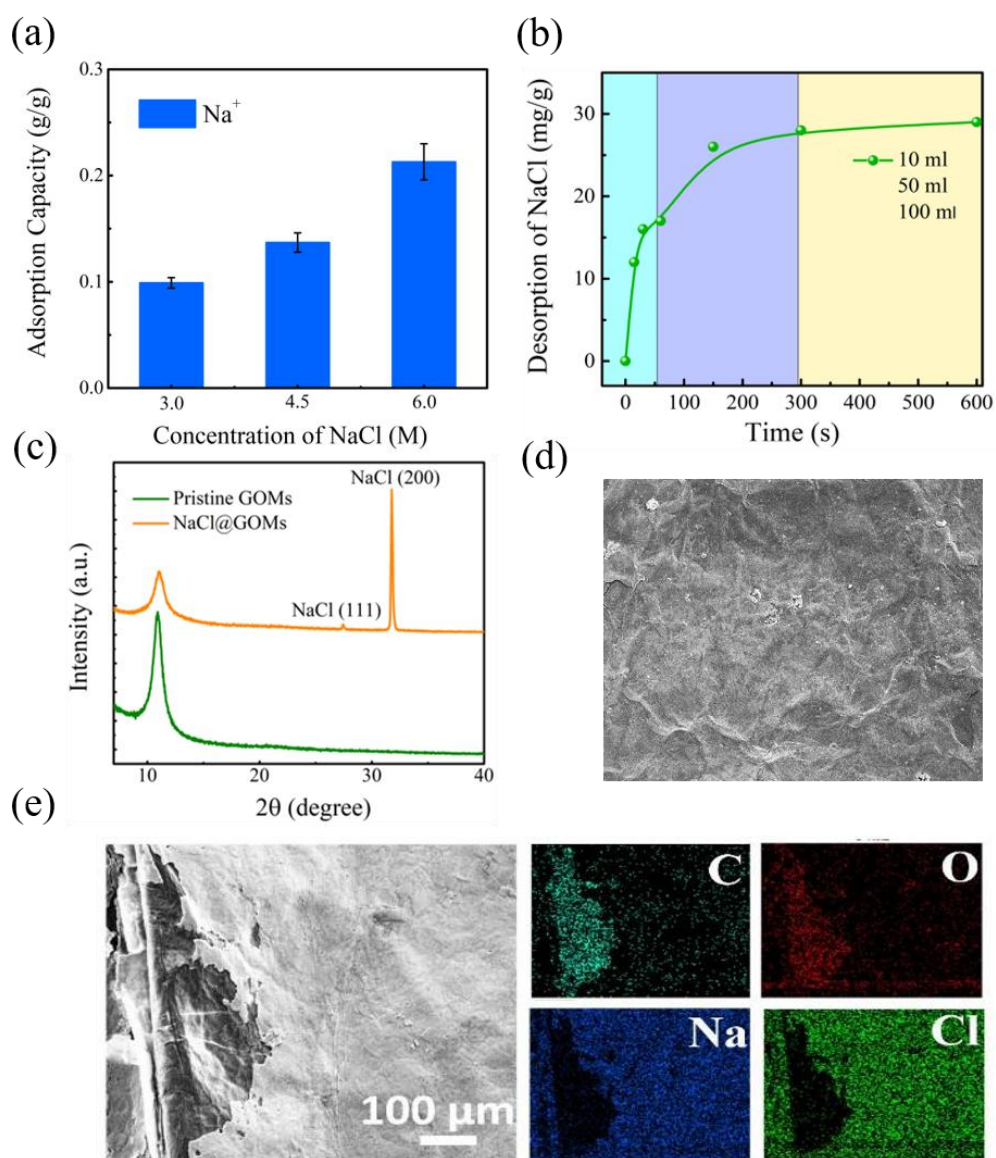 (a)
0.3
0.2
0.1
0.0
Adsorption Capacity (g/g)
Na+
3.0 4.5 6.0
Concentration of NaCl (M)
(b)
30
20
10
0
Desorption of NaCl (mg/g)
10 ml
50 ml
100 ml
0 100 200 300 400 500 600
Time (s)
(c)
Intensity (a.u.)
Pristine GOMs
NaCl@GOMs
NaCl (200)
NaCl (111)
10 20 30 40
2θ (degree)
(d)
(e)
100 μm
C
O
Na
Cl